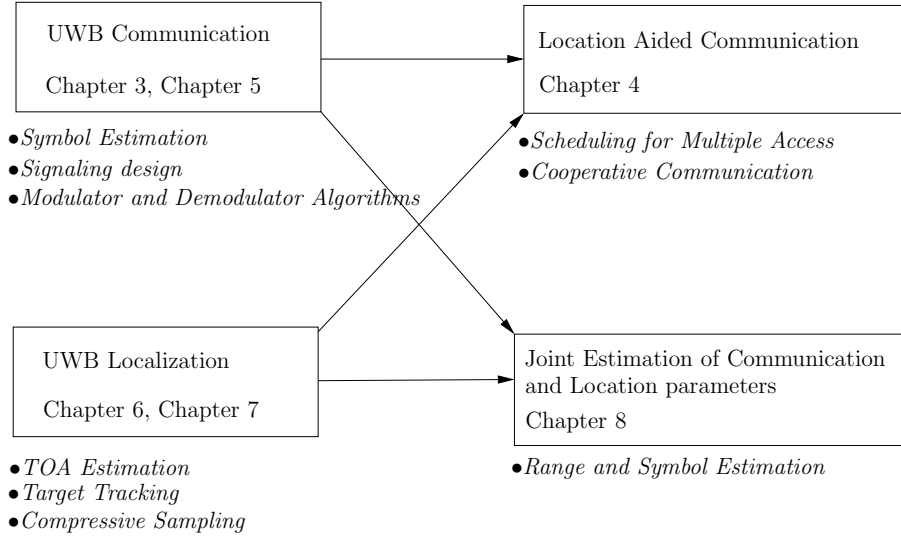 UWB Communication
Chapter 3, Chapter 5
•Symbol Estimation
•Signaling design
•Modulator and Demodulator Algorithms
Location Aided Communication
Chapter 4
•Scheduling for Multiple Access
•Cooperative Communication
UWB Localization
Chapter 6, Chapter 7
•TOA Estimation
•Target Tracking
•Compressive Sampling
Joint Estimation of Communication
and Location parameters
Chapter 8
•Range and Symbol Estimation